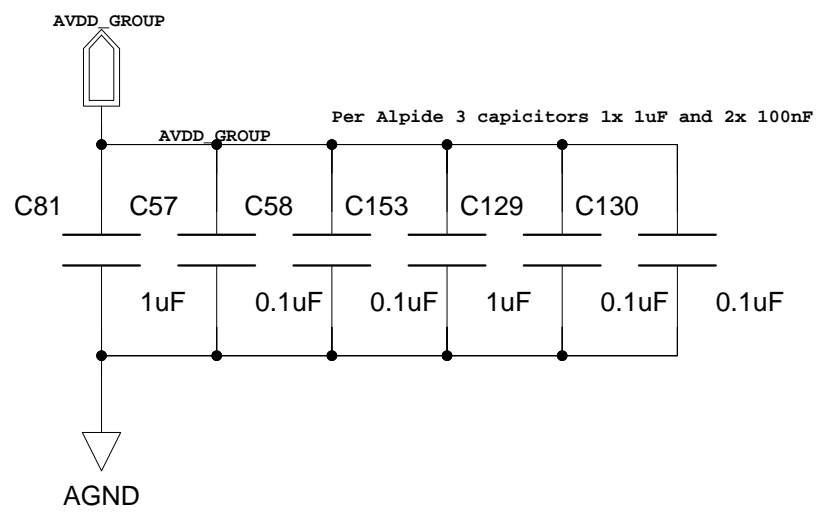 AVDD_GROUP
Per Alpide 3 capicitors 1x 1uF and 2x 100nF
AVDD_GROUP
C81 C57 C58 C153 C129 C130
1uF 0.1uF 0.1uF 1uF 0.1uF 0.1uF
AGND